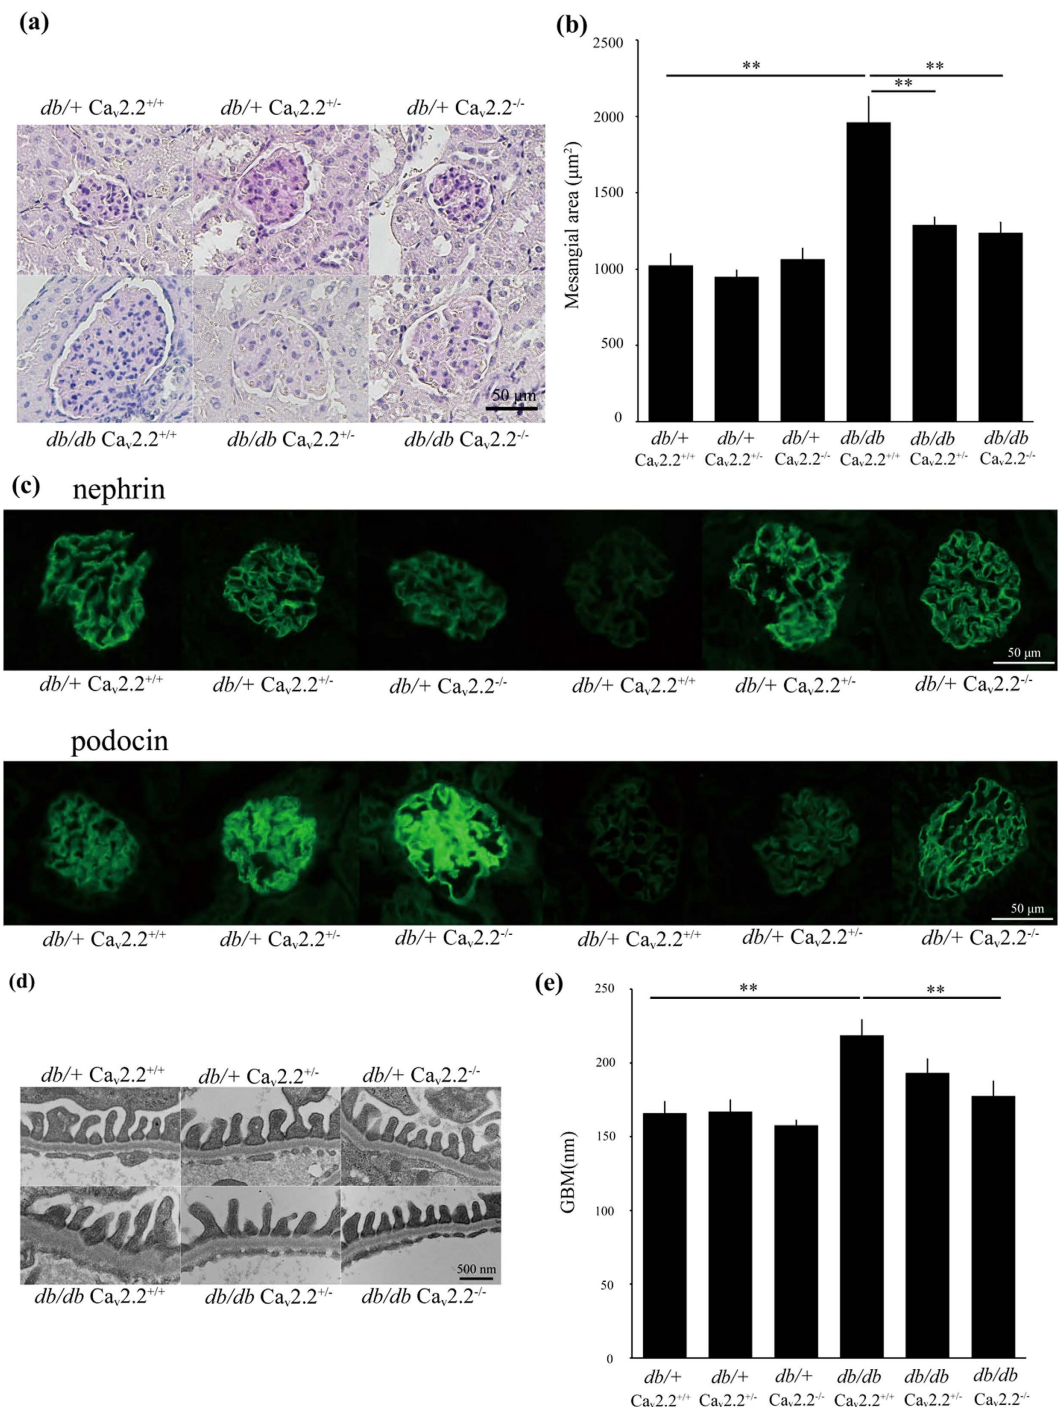 (a)
db/+ Cav2.2+/+ db/+ Cav2.2+/- db/+ Cav2.2-/-
50 μm
db/db Cav2.2+/+ db/db Cav2.2+/- db/db Cav2.2-/-
(b)
2500
2000
1500
1000
500
0
Mesangial area (μm²)
** **
**
db/+ db/+ db/+ db/db db/db db/db
Cav2.2+/+ Cav2.2+/- Cav2.2-/- Cav2.2+/+ Cav2.2+/- Cav2.2-/-
(c) nephrin
50 μm
db/+ Cav2.2+/+ db/+ Cav2.2+/- db/+ Cav2.2-/- db/+ Cav2.2+/+ db/+ Cav2.2+/- db/+ Cav2.2-/-
podocin
50 μm
db/+ Cav2.2+/+ db/+ Cav2.2+/- db/+ Cav2.2-/- db/+ Cav2.2+/+ db/+ Cav2.2+/- db/+ Cav2.2-/-
(d)
db/+ Cav2.2+/+ db/+ Cav2.2+/- db/+ Cav2.2-/-
500 nm
db/db Cav2.2+/+ db/db Cav2.2+/- db/db Cav2.2-/-
(e)
250
200
150
100
50
0
GBM(nm)
** **
db/+ db/+ db/+ db/db db/db db/db
Cav2.2+/+ Cav2.2+/- Cav2.2-/- Cav2.2+/+ Cav2.2+/- Cav2.2-/-